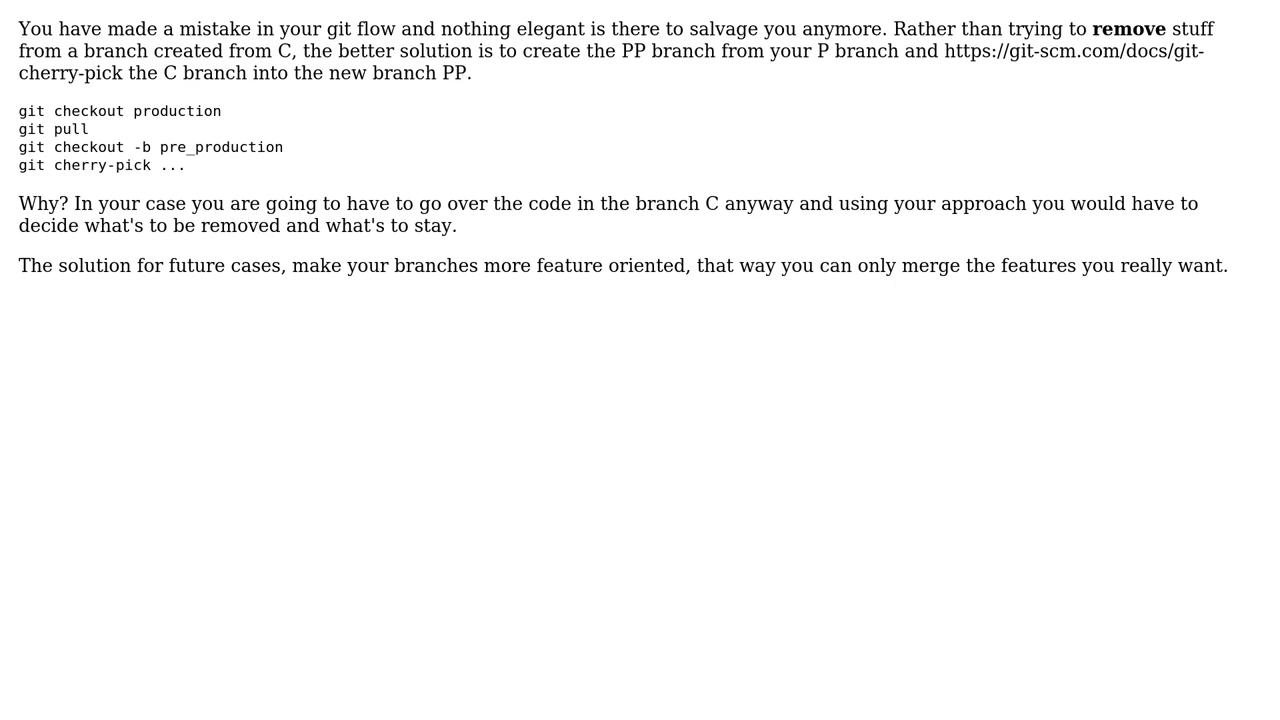 You have made a mistake in your git flow and nothing elegant is there to salvage you anymore. Rather than trying to remove stuff
from a branch created from C, the better solution is to create the PP branch from your P branch and https://git-scm.com/docs/git-
cherry-pick the C branch into the new branch PP.
git checkout production
git pull
git checkout -b pre_production
git cherry-pick ...
Why? In your case you are going to have to go over the code in the branch C anyway and using your approach you would have to
decide what's to be removed and what's to stay.
The solution for future cases, make your branches more feature oriented, that way you can only merge the features you really want.